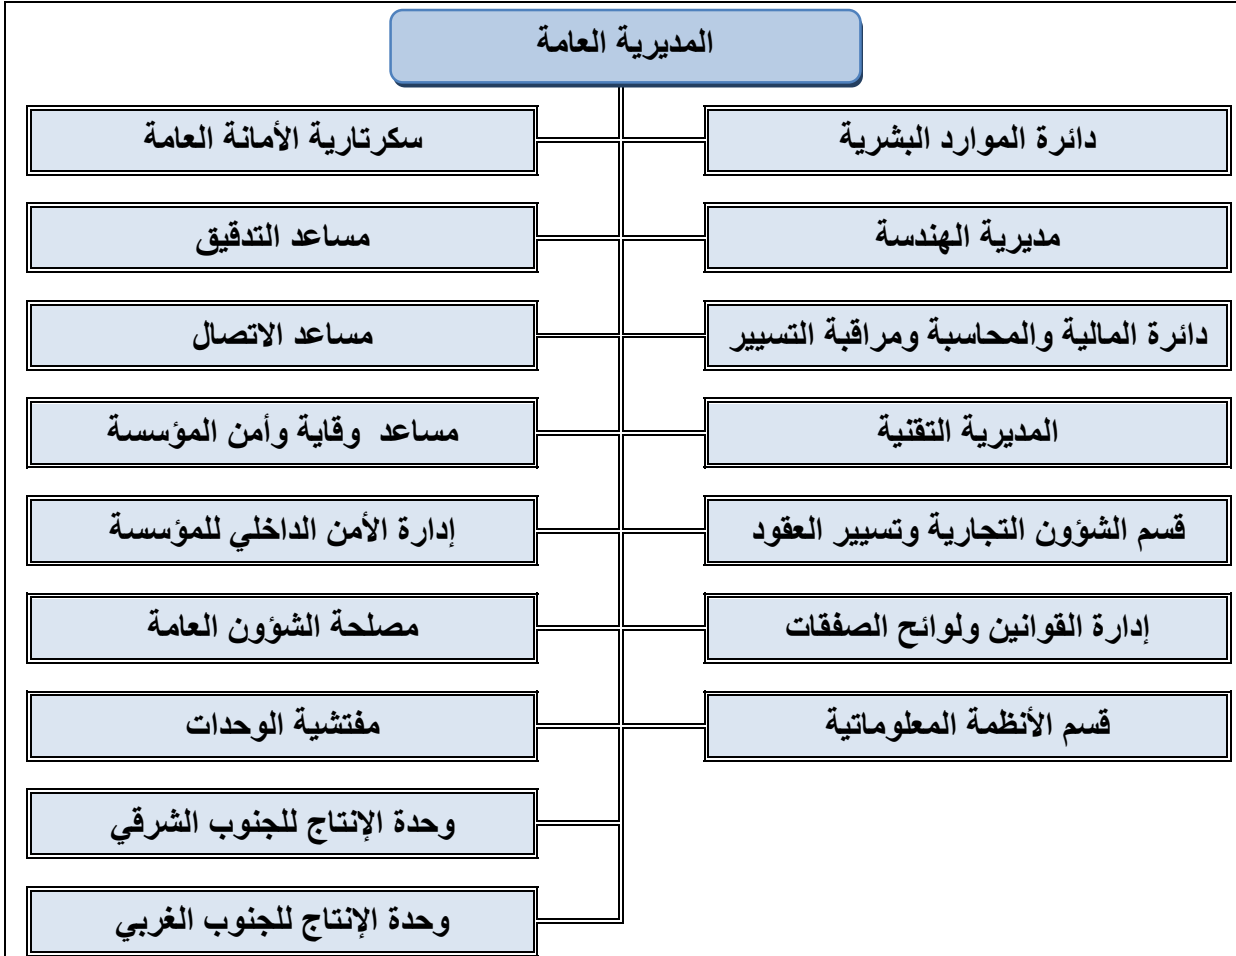 المديرية العامة
دائرة الموارد البشرية
سكرتارية الأمانة العامة
مديرية الهندسة
مساعد التدقيق
دائرة المالية والمحاسبة ومراقبة التسيير
مساعد الاتصال
المديرية التقنية
مساعد وقاية وأمن المؤسسة
قسم الشؤون التجارية وتسيير العقود
إدارة الأمن الداخلي للمؤسسة
إدارة القوانين ولوائح الصفقات
مصلحة الشؤون العامة
قسم الأنظمة المعلوماتية
مفتشية الوحدات
وحدة الإنتاج للجنوب الشرقي
وحدة الإنتاج للجنوب الغربي